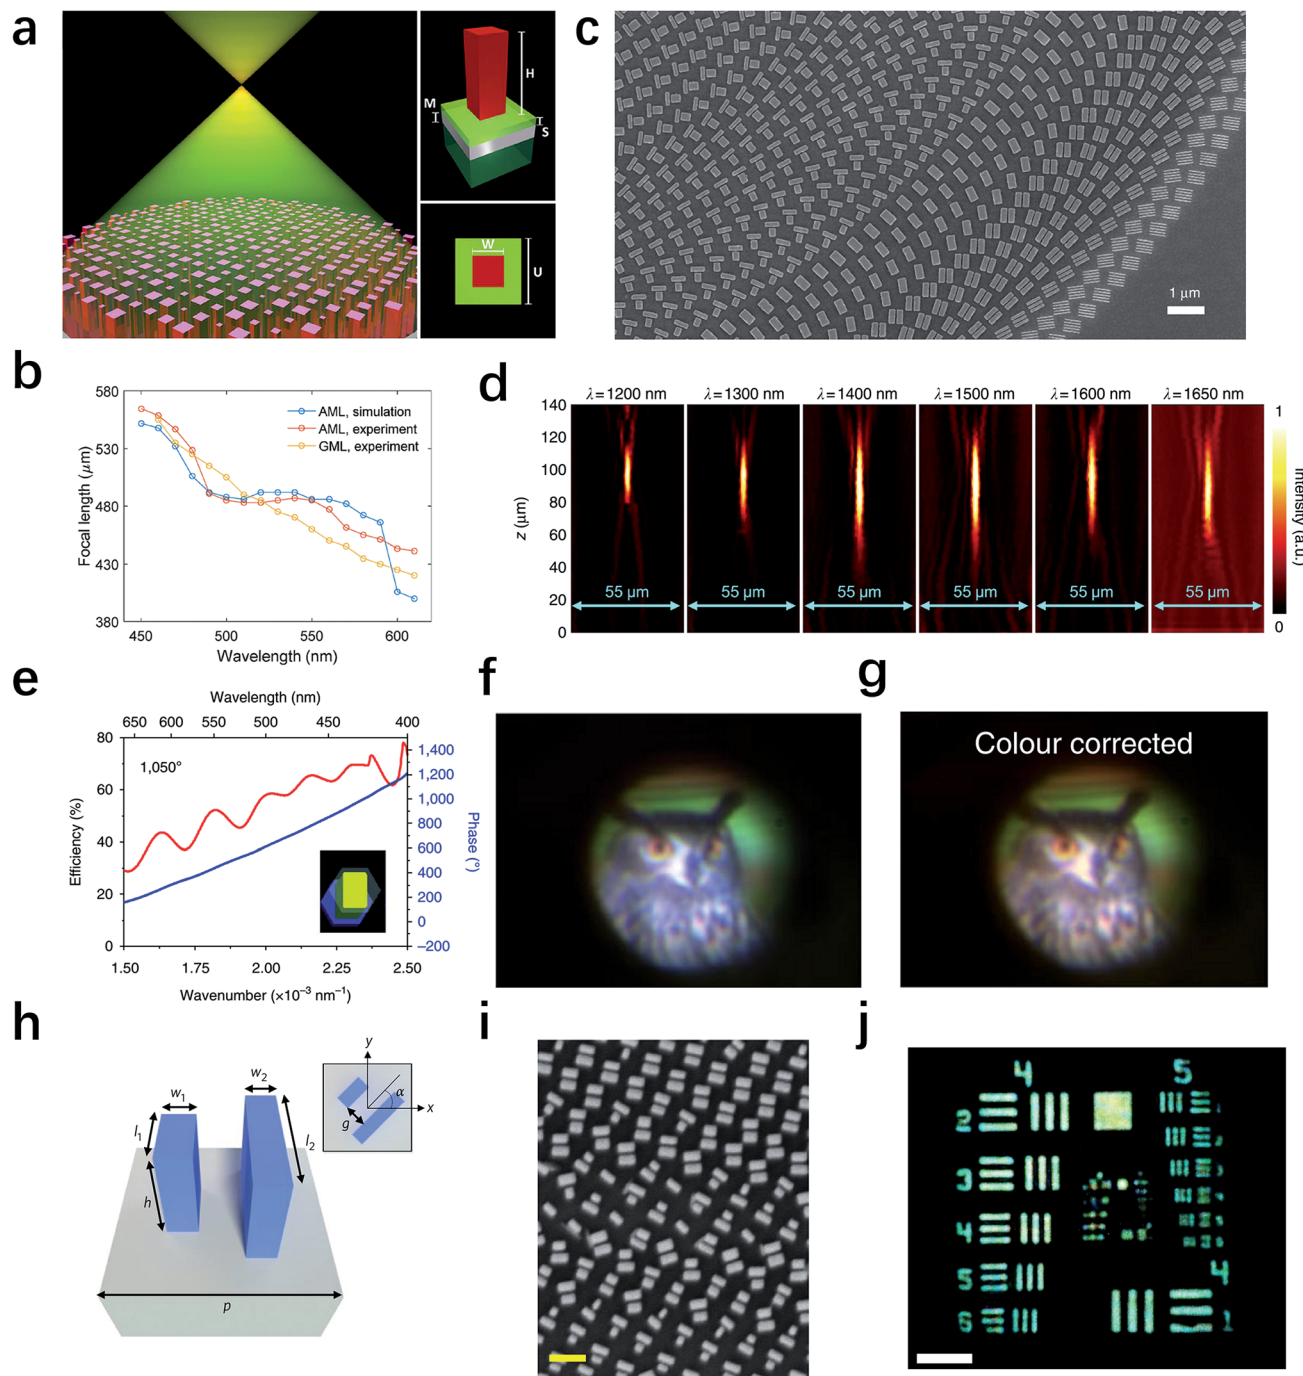 a
H
M
S
W
U
c
1 μm
b
580
530
480
430
380
450 500 550 600
Focal length (μm)
Wavelength (nm)
AML, simulation
AML, experiment
GML, experiment
d
λ=1200 nm λ=1300 nm λ=1400 nm λ=1500 nm λ=1600 nm λ=1650 nm
140
120
100
80
60
40
20
0
z (μm)
55 μm 55 μm 55 μm 55 μm 55 μm 55 μm
1
Intensity (a.u.)
0
e
Wavelength (nm)
650 600 550 500 450 400
80
60
40
20
0
Efficiency (%)
1,050°
1,400
1,200
1,000
800
600
400
200
0
–200
Phase (°)
1.50 1.75 2.00 2.25 2.50
Wavenumber (×10⁻³ nm⁻¹)
f
g
Colour corrected
h
w₁
w₂
l₁
l₂
h
p
y
x
α
g
i
j
4 5
2
3
4
5
6
4
1